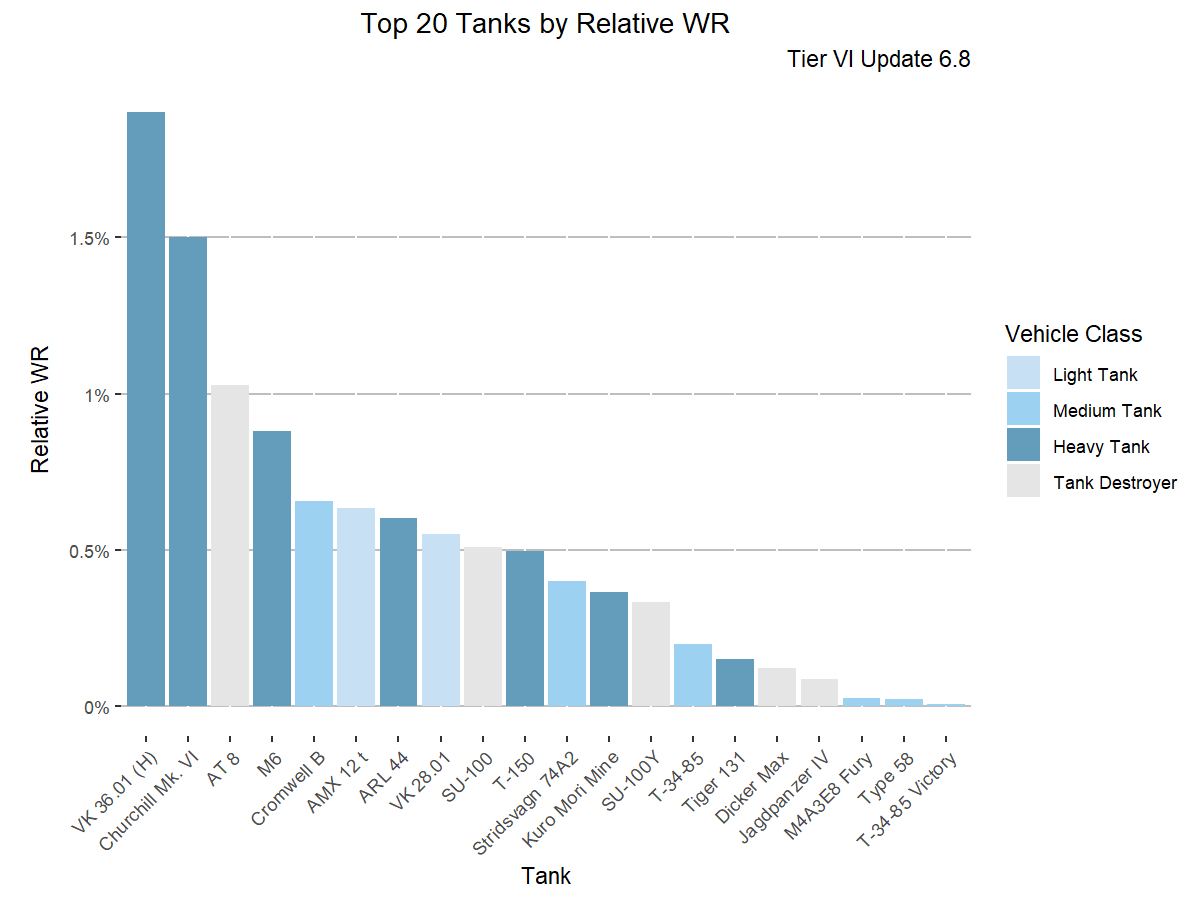 Top 20 Tanks by Relative WR
Tier VI Update 6.8
1.5%
1%
0.5%
0%
Relative WR
VK 36.01 (H)
Churchill Mk. VI
AT 8
M6
Cromwell B
AMX 12 t
ARL 44
VK 28.01
SU-100
T-150
Stridsvagn 74A2
Kuro Mori Mine
SU-100Y
T-34-85
Tiger 131
Dicker Max
Jagdpanzer IV
M4A3E8 Fury
Type 58
T-34-85 Victory
Tank
Vehicle Class
Light Tank
Medium Tank
Heavy Tank
Tank Destroyer